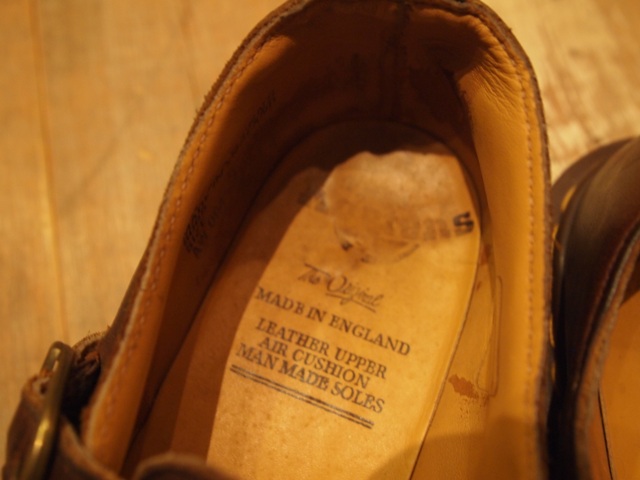 The Original
MADE IN ENGLAND
LEATHER UPPER
AIR CUSHION
MAN MADE SOLES